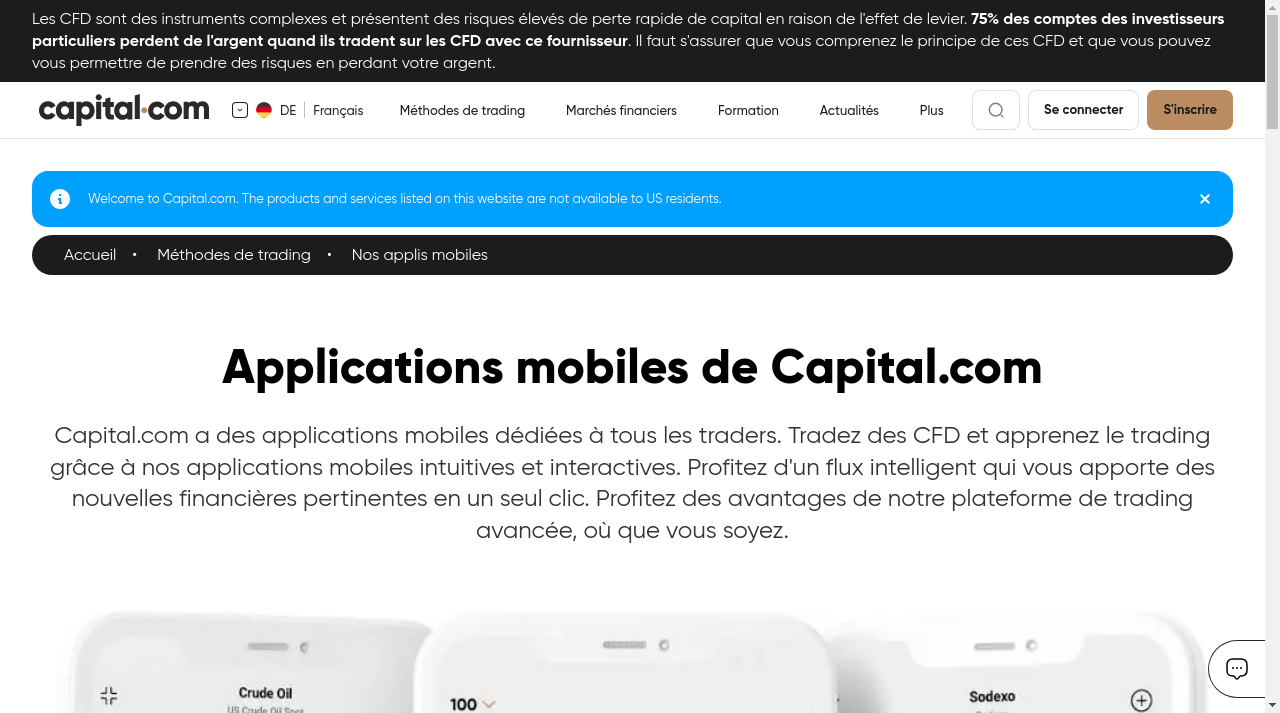 Les CFD sont des instruments complexes et présentent des risques élevés de perte rapide de capital en raison de l'effet de levier. 75% des comptes des investisseurs
particuliers perdent de l'argent quand ils tradent sur les CFD avec ce fournisseur. Il faut s'assurer que vous comprenez le principe de ces CFD et que vous pouvez
vous permettre de prendre des risques en perdant votre argent.
capital.com DE Français Méthodes de trading Marchés financiers Formation Actualités Plus Se connecter S'inscrire
Welcome to Capital.com. The products and services listed on this website are not available to US residents.
Accueil • Méthodes de trading • Nos applis mobiles
Applications mobiles de Capital.com
Capital.com a des applications mobiles dédiées à tous les traders. Tradez des CFD et apprenez le trading
grâce à nos applications mobiles intuitives et interactives. Profitez d'un flux intelligent qui vous apporte des
nouvelles financières pertinentes en un seul clic. Profitez des avantages de notre plateforme de trading
avancée, où que vous soyez.
Crude Oil 100 Sodexo
US Crude Oil Spot